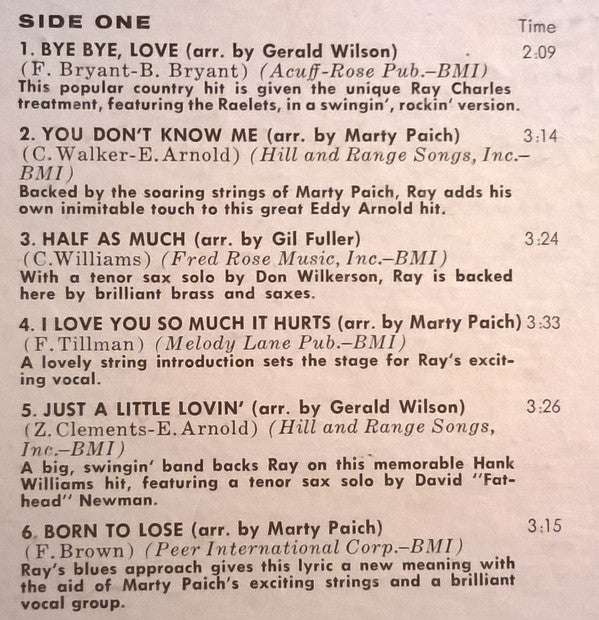 SIDE ONE
Time
1. BYE BYE, LOVE (arr. by Gerald Wilson) 2:09
(F. Bryant-B. Bryant) (Acuff-Rose Pub.–BMI)
This popular country hit is given the unique Ray Charles
treatment, featuring the Raelets, in a swingin', rockin' version.
2. YOU DON'T KNOW ME (arr. by Marty Paich) 3:14
(C. Walker-E. Arnold) (Hill and Range Songs, Inc.–
BMI)
Backed by the soaring strings of Marty Paich, Ray adds his
own inimitable touch to this great Eddy Arnold hit.
3. HALF AS MUCH (arr. by Gil Fuller) 3:24
(C.Williams) (Fred Rose Music, Inc.–BMI)
With a tenor sax solo by Don Wilkerson, Ray is backed
here by brilliant brass and saxes.
4. I LOVE YOU SO MUCH IT HURTS (arr. by Marty Paich) 3:33
(F. Tillman) (Melody Lane Pub.–BMI)
A lovely string introduction sets the stage for Ray's excit-
ing vocal.
5. JUST A LITTLE LOVIN' (arr. by Gerald Wilson) 3:26
(Z. Clements-E. Arnold) (Hill and Range Songs,
Inc.–BMI)
A big, swingin' band backs Ray on this memorable Hank
Williams hit, featuring a tenor sax solo by David "Fat-
head" Newman.
6. BORN TO LOSE (arr. by Marty Paich) 3:15
(F. Brown) (Peer International Corp.–BMI)
Ray's blues approach gives this lyric a new meaning with
the aid of Marty Paich's exciting strings and a brilliant
vocal group.